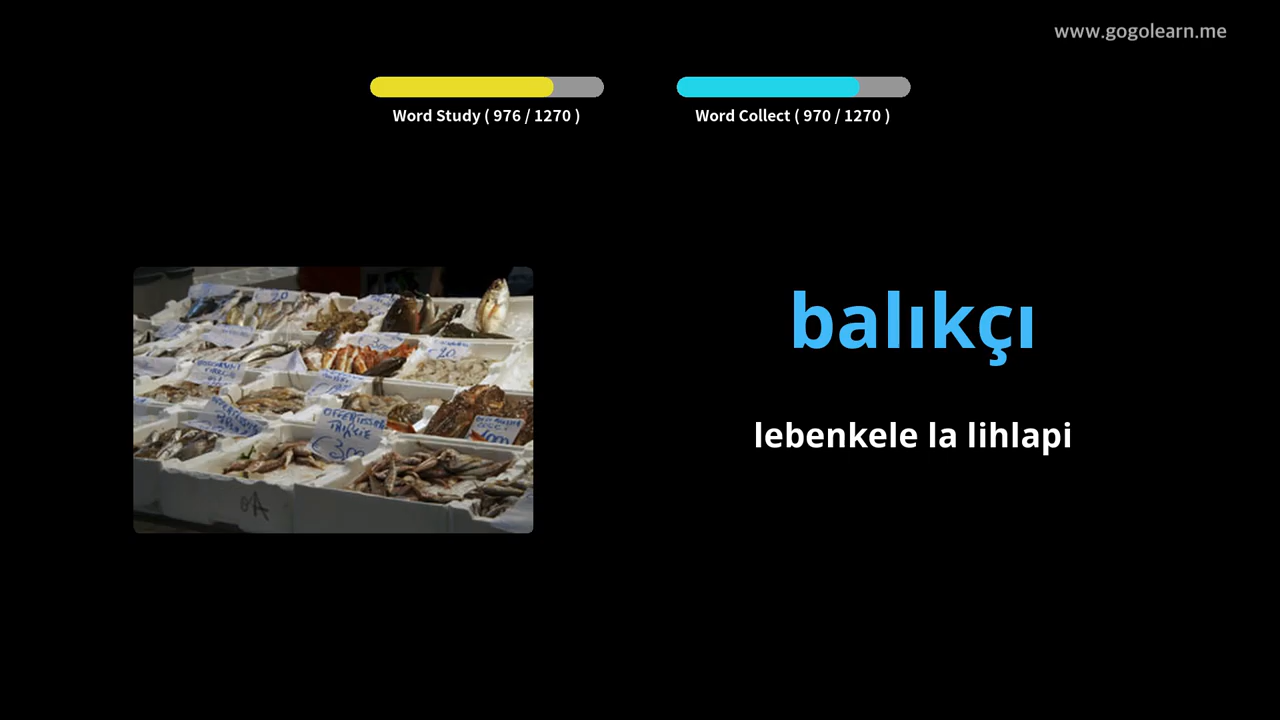 www.gogolearn.me
Word Study ( 976 / 1270 )
Word Collect ( 970 / 1270 )
balıkçı
lebenkele la lihlapi